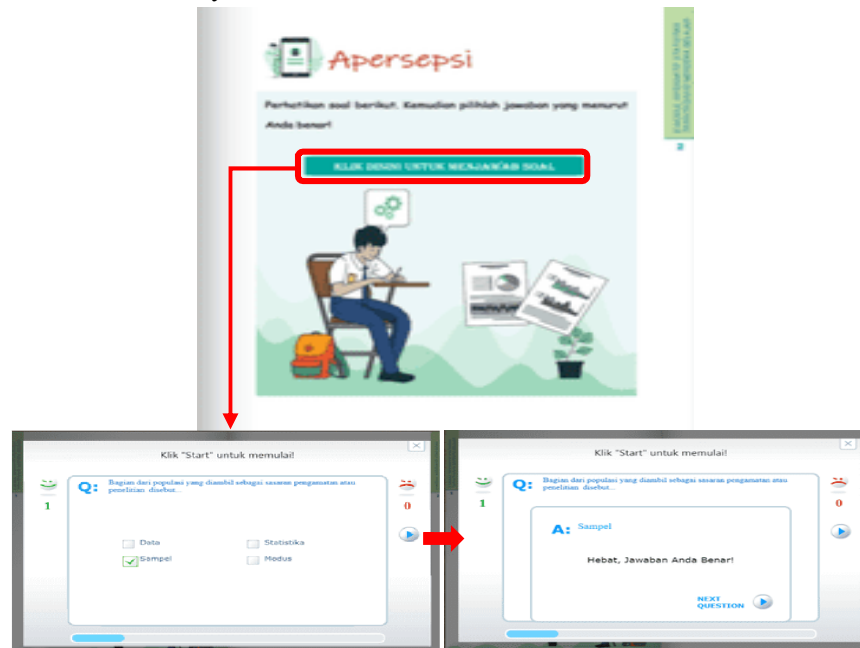 Apersepsi
Perhatikan soal berikut. Kemudian pilihlah jawaban yang menurut
Anda benar!
KLIK DISINI UNTUK MENJAWAB SOAL
Klik "Start" untuk memulai!
Q: Bagian dari populasi yang diambil sebagai sasaran pengamatan atau
penelitian disebut...
1
0
Data
Statistika
Sampel
Modus
Klik "Start" untuk memulai!
Q: Bagian dari populasi yang diambil sebagai sasaran pengamatan atau
penelitian disebut...
1
0
A: Sampel
Hebat, Jawaban Anda Benar!
NEXT
QUESTION